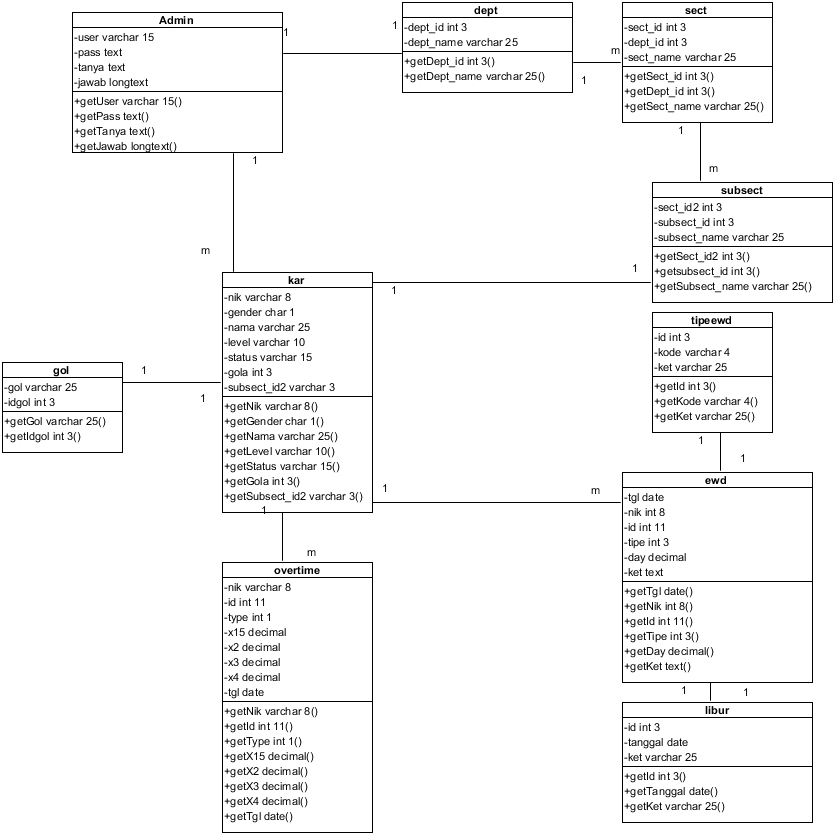 Admin
-user varchar 15
-pass text
-tanya text
-jawab longtext
+getUser varchar 15()
+getPass text()
+getTanya text()
+getJawab longtext()
1
1
dept
-dept_id int 3
-dept_name varchar 25
+getDept_id int 3()
+getDept_name varchar 25()
m
1
sect
-sect_id int 3
-dept_id int 3
-sect_name varchar 25
+getSect_id int 3()
+getDept_id int 3()
+getSect_name varchar 25()
1
m
1
m
subsect
-sect_id2 int 3
-subsect_id int 3
-subsect_name varchar 25
+getSect_id2 int 3()
+getsubsect_id int 3()
+getSubsect_name varchar 25()
1
1
kar
-nik varchar 8
-gender char 1
-nama varchar 25
-level varchar 10
-status varchar 15
-gola int 3
-subsect_id2 varchar 3
+getNik varchar 8()
+getGender char 1()
+getNama varchar 25()
+getLevel varchar 10()
+getStatus varchar 15()
+getGola int 3()
+getSubsect_id2 varchar 3()
gol
-gol varchar 25
-idgol int 3
+getGol varchar 25()
+getIdgol int 3()
1
1
tipeewd
-id int 3
-kode varchar 4
-ket varchar 25
+getId int 3()
+getKode varchar 4()
+getKet varchar 25()
1
1
1
m
ewd
-tgl date
-nik int 8
-id int 11
-tipe int 3
-day decimal
-ket text
+getTgl date()
+getNik int 8()
+getId int 11()
+getTipe int 3()
+getDay decimal()
+getKet text()
1
m
overtime
-nik varchar 8
-id int 11
-type int 1
-x15 decimal
-x2 decimal
-x3 decimal
-x4 decimal
-tgl date
+getNik varchar 8()
+getId int 11()
+getType int 1()
+getX15 decimal()
+getX2 decimal()
+getX3 decimal()
+getX4 decimal()
+getTgl date()
1
1
libur
-id int 3
-tanggal date
-ket varchar 25
+getId int 3()
+getTanggal date()
+getKet varchar 25()